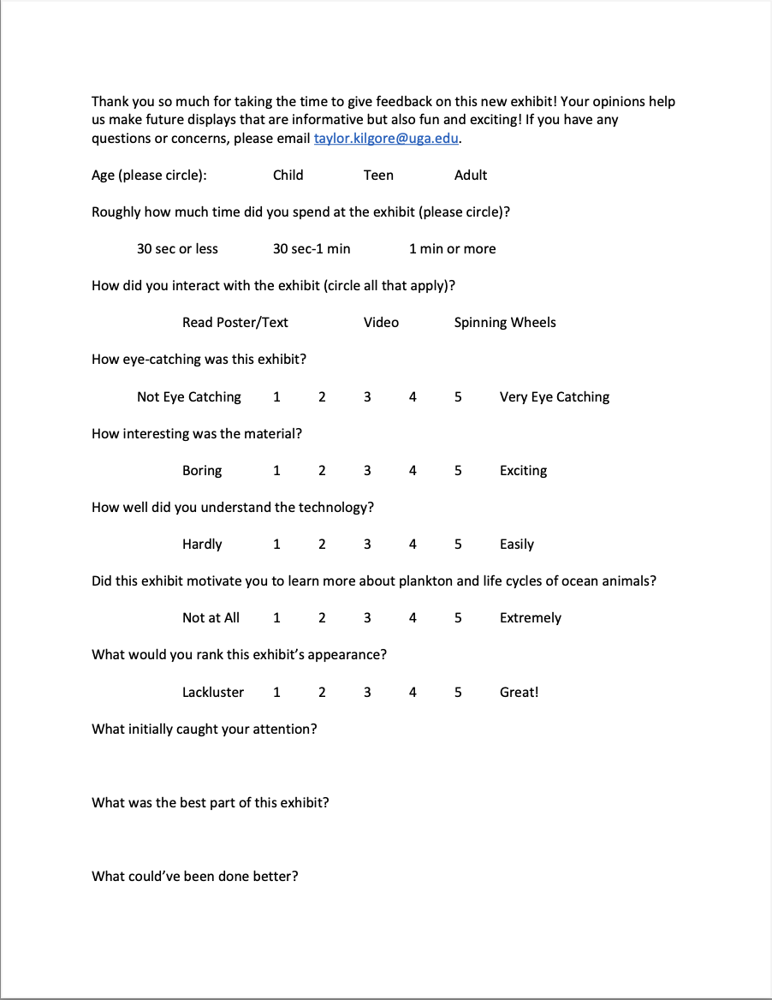 Thank you so much for taking the time to give feedback on this new exhibit! Your opinions help
us make future displays that are informative but also fun and exciting! If you have any
questions or concerns, please email taylor.kilgore@uga.edu.
Age (please circle): Child Teen Adult
Roughly how much time did you spend at the exhibit (please circle)?
30 sec or less 30 sec-1 min 1 min or more
How did you interact with the exhibit (circle all that apply)?
Read Poster/Text Video Spinning Wheels
How eye-catching was this exhibit?
Not Eye Catching 1 2 3 4 5 Very Eye Catching
How interesting was the material?
Boring 1 2 3 4 5 Exciting
How well did you understand the technology?
Hardly 1 2 3 4 5 Easily
Did this exhibit motivate you to learn more about plankton and life cycles of ocean animals?
Not at All 1 2 3 4 5 Extremely
What would you rank this exhibit’s appearance?
Lackluster 1 2 3 4 5 Great!
What initially caught your attention?
What was the best part of this exhibit?
What could’ve been done better?